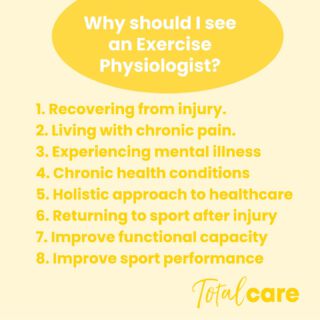 Why should I see
an Exercise
Physiologist?
1. Recovering from injury.
2. Living with chronic pain.
3. Experiencing mental illness
4. Chronic health conditions
5. Holistic approach to healthcare
6. Returning to sport after injury
7. Improve functional capacity
8. Improve sport performance
Total care